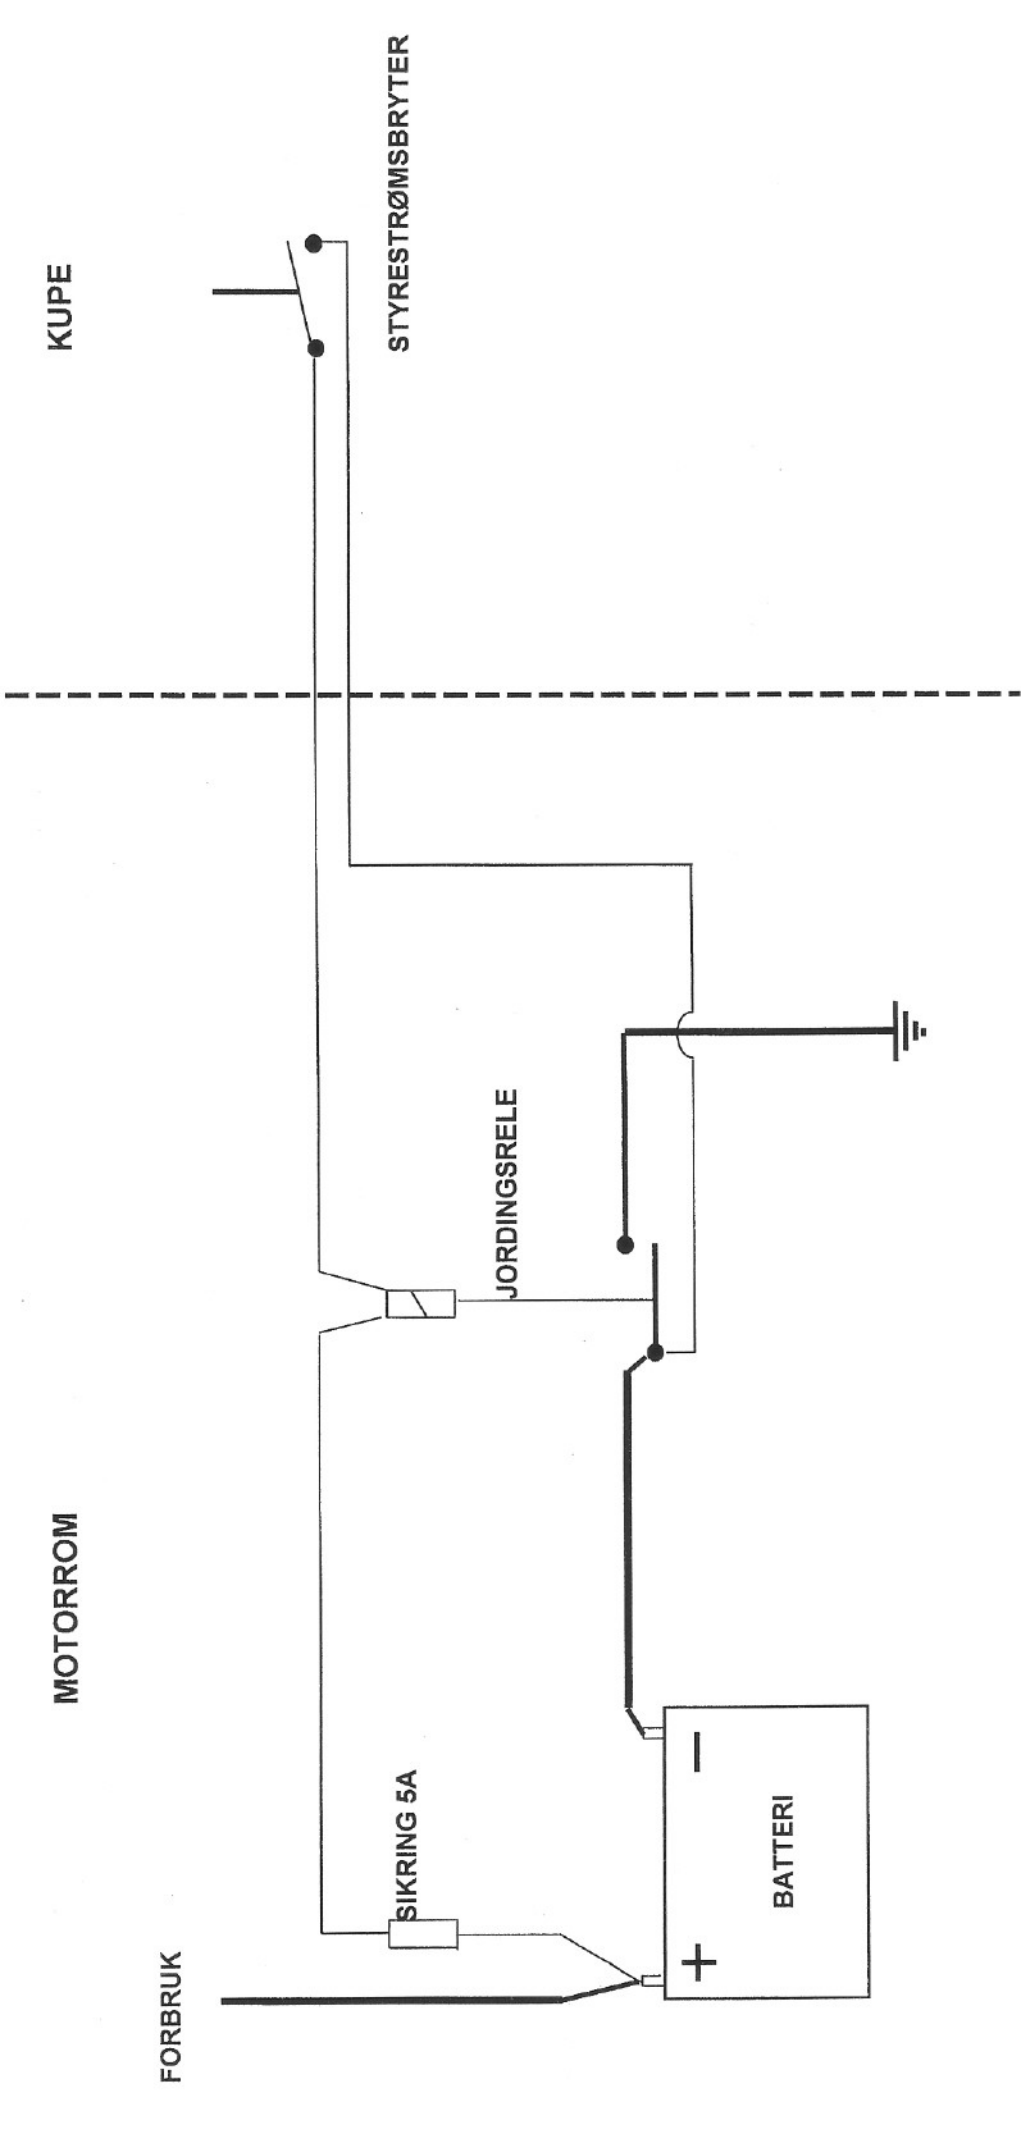 MOTORROM
KUPE
FORBRUK
SIKRING 5A
JORDINGSRELE
STYRESTRØMSBRYTER
+
−
BATTERI